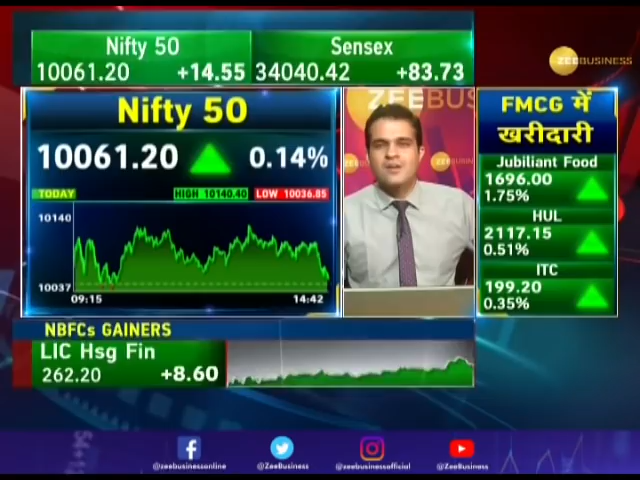 Nifty 50
10061.20 +14.55
Sensex
34040.42 +83.73
ZEEBUSINESS
Nifty 50
10061.20 0.14%
TODAY
HIGH 10140.40 LOW 10036.85
10140
10037
09:15 14:42
ZEEBUS
ZEEBUSINESS
FMCG में
खरीदारी
Jubiliant Food
1696.00
1.75%
HUL
2117.15
0.51%
ITC
199.20
0.35%
NBFCs GAINERS
LIC Hsg Fin
262.20 +8.60
@zeebusinessonline
@ZeeBusiness
@zeebusinessofficial
@ZeeBusiness